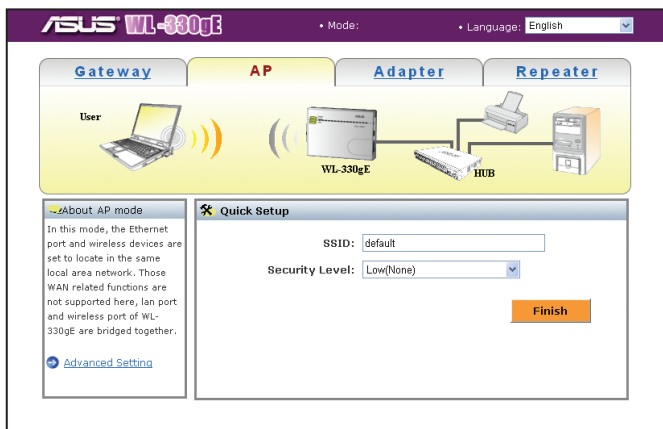 ASUS WL-330gE
• Mode:
• Language: English
Gateway
AP
Adapter
Repeater
User
WL-330gE
HUB
About AP mode
In this mode, the Ethernet
port and wireless devices are
set to locate in the same
local area network. Those
WAN related functions are
not supported here, lan port
and wireless port of WL-
330gE are bridged together.
Advanced Setting
Quick Setup
SSID: default
Security Level: Low(None)
Finish